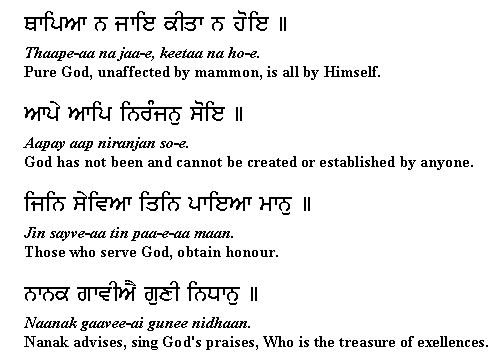 ਥਾਪਿਆ ਨ ਜਾਇ ਕੀਤਾ ਨ ਹੋਇ ॥
Thaape-aa na jaa-e, keetaa na ho-e.
Pure God, unaffected by mammon, is all by Himself.
ਆਪੇ ਆਪਿ ਨਿਰੰਜਨੁ ਸੋਇ ॥
Aapay aap niranjan so-e.
God has not been and cannot be created or established by anyone.
ਜਿਨਿ ਸੇਵਿਆ ਤਿਨਿ ਪਾਇਆ ਮਾਨੁ ॥
Jin sayve-aa tin paa-e-aa maan.
Those who serve God, obtain honour.
ਨਾਨਕ ਗਾਵੀਐ ਗੁਣੀ ਨਿਧਾਨੁ ॥
Naanak gaavee-ai gunee nidhaan.
Nanak advises, sing God's praises, Who is the treasure of exellences.